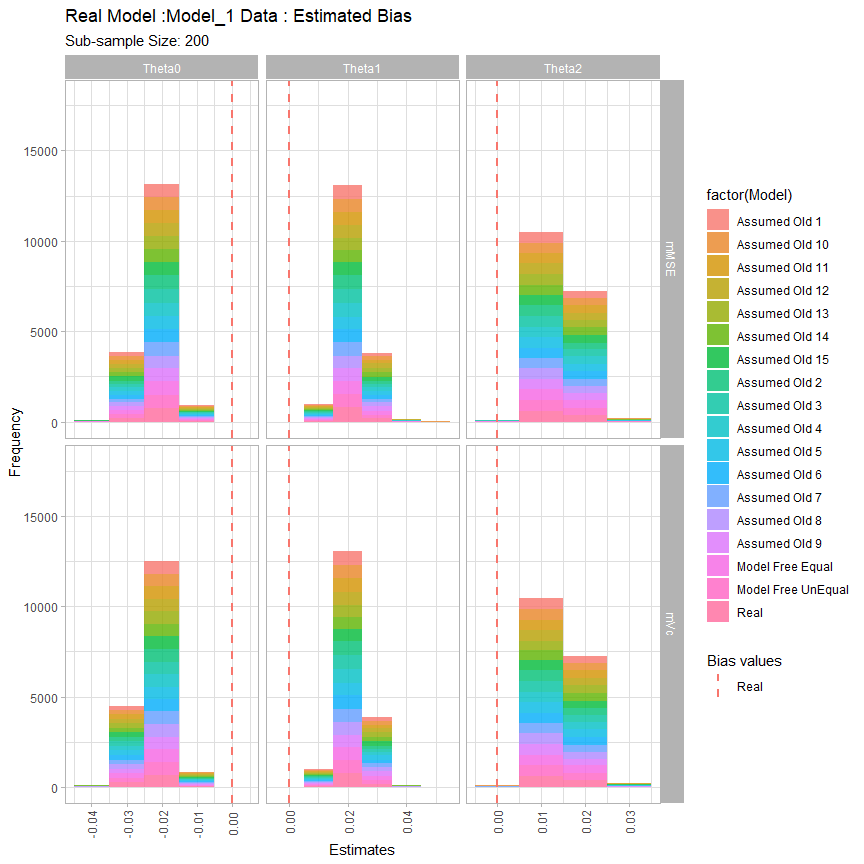 Real Model :Model_1 Data : Estimated Bias
Sub-sample Size: 200
Theta0 Theta1 Theta2
15000
10000
5000
0
mMSE
15000
10000
5000
0
mVc
Frequency
-0.04 -0.03 -0.02 -0.01 0.00 0.00 0.02 0.04 0.00 0.01 0.02 0.03
Estimates
factor(Model)
Assumed Old 1
Assumed Old 10
Assumed Old 11
Assumed Old 12
Assumed Old 13
Assumed Old 14
Assumed Old 15
Assumed Old 2
Assumed Old 3
Assumed Old 4
Assumed Old 5
Assumed Old 6
Assumed Old 7
Assumed Old 8
Assumed Old 9
Model Free Equal
Model Free UnEqual
Real
Bias values
Real